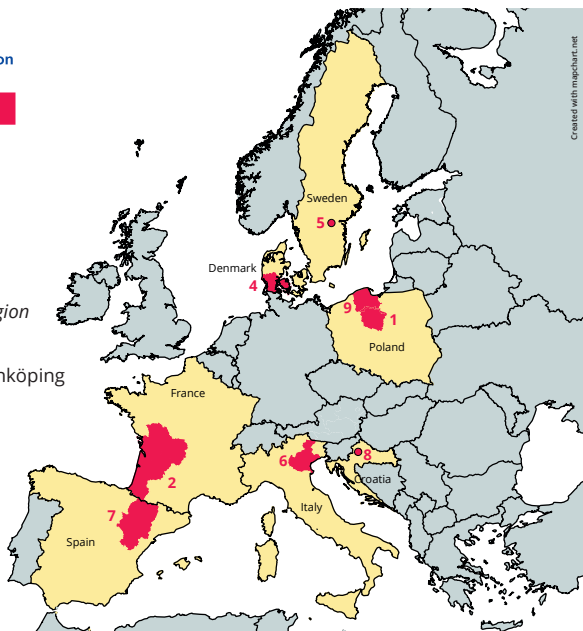 on
Created with mapchart.net
Sweden
5
Denmark
4
gion
9
1
Poland
nköping
France
6
8
Croatia
2
Italy
7
Spain